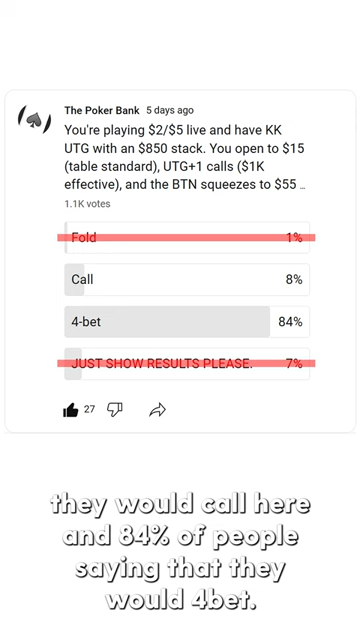 The Poker Bank 5 days ago
You're playing $2/$5 live and have KK
UTG with an $850 stack. You open to $15
(table standard), UTG+1 calls ($1K
effective), and the BTN squeezes to $55 ...
1.1K votes
Fold 1%
Call 8%
4-bet 84%
JUST SHOW RESULTS PLEASE. 7%
27
they would call here
and 84% of people
saying that they
would 4bet.